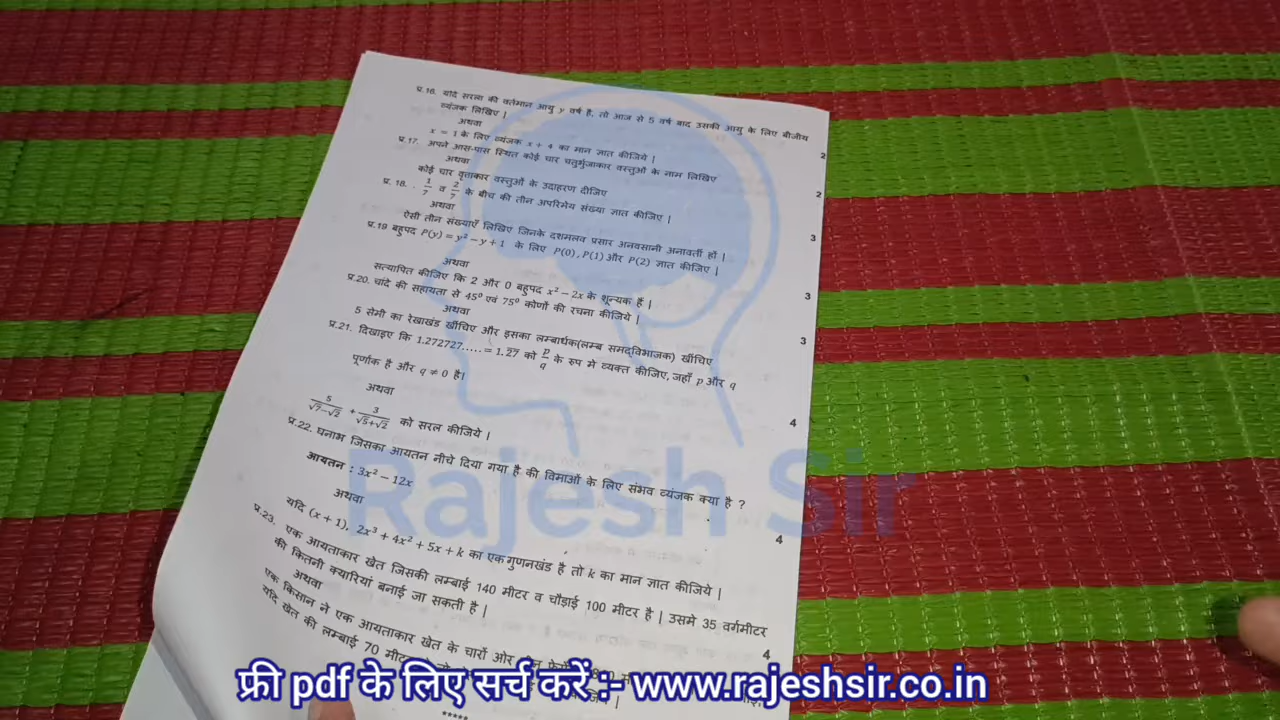 प्र.16. यदि सरला की वर्तमान आयु y वर्ष है, तो आज से 5 वर्ष बाद उसकी आयु के लिए बीजीय
व्यंजक लिखिए | 2
अथवा
x = 1 के लिए व्यंजक x + 4 का मान ज्ञात कीजिये |
प्र.17. अपने आस-पास स्थित कोई चार चतुर्भुजाकार वस्तुओं के नाम लिखिए 2
अथवा
कोई चार वृत्ताकार वस्तुओं के उदाहरण दीजिए
प्र. 18. . 1/7 व 2/7 के बीच की तीन अपरिमेय संख्या ज्ञात कीजिए | 3
अथवा
ऐसी तीन संख्याएँ लिखिए जिनके दशमलव प्रसार अनवसानी अनावर्ती हों |
प्र.19 बहुपद P(y) = y² − y + 1 के लिए P(0), P(1) और P(2) ज्ञात कीजिए | 3
अथवा
सत्यापित कीजिए कि 2 और 0 बहुपद x² − 2x के शून्यक हैं |
प्र.20. चांदे की सहायता से 45⁰ एवं 75⁰ कोणों की रचना कीजिये | 3
अथवा
5 सेमी का रेखाखंड खींचिए और इसका लम्बार्धक(लम्ब समद्विभाजक) खींचिए
प्र.21. दिखाइए कि 1.272727..... = 1.27 को p/q के रुप मे व्यक्त कीजिए, जहाँ p और q
पूर्णांक है और q ≠ 0 है। 4
अथवा
5/(√7−√2) + 3/(√5+√2) को सरल कीजिये |
प्र.22. घनाभ जिसका आयतन नीचे दिया गया है की विमाओं के लिए संभव व्यंजक क्या है ?
आयतन : 3x² − 12x 4
अथवा
यदि (x + 1), 2x³ + 4x² + 5x + k का एक गुणनखंड है तो k का मान ज्ञात कीजिये |
प्र.23. एक आयताकार खेत जिसकी लम्बाई 140 मीटर व चौड़ाई 100 मीटर है | उसमे 35 वर्गमीटर
की कितनी क्यारियां बनाई जा सकती है | 4
अथवा
एक किसान ने एक आयताकार खेत के चारों ओर तीन
यदि खेत की लम्बाई 70
*****
Rajesh Sir
फ्री pdf के लिए सर्च करें :- www.rajeshsir.co.in